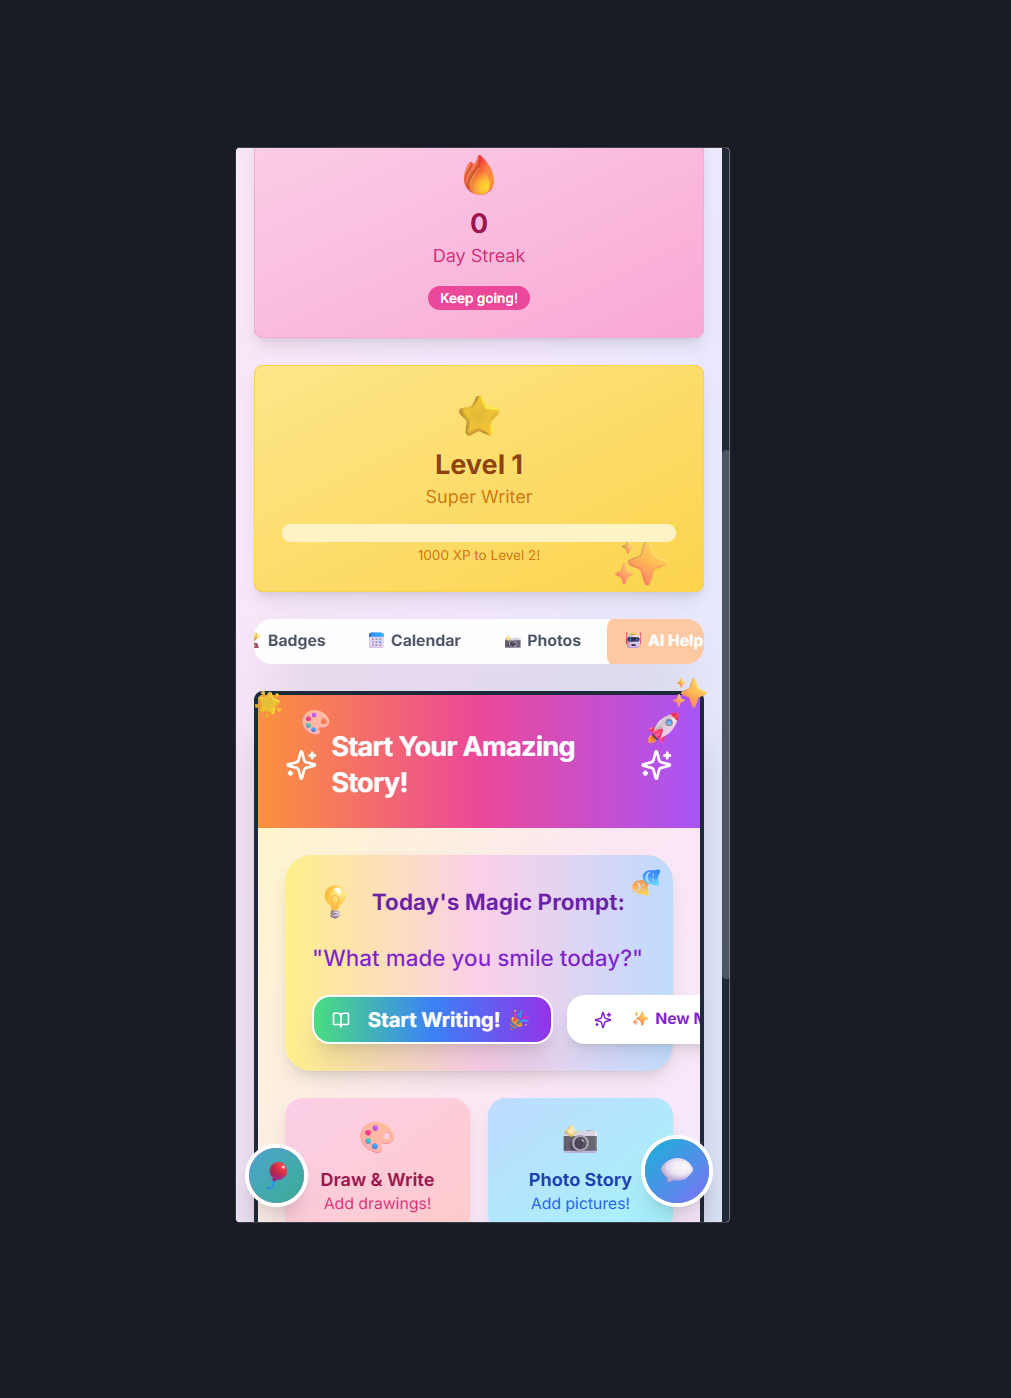 0
Day Streak
Keep going!
Level 1
Super Writer
1000 XP to Level 2!
Badges Calendar Photos AI Help
Start Your Amazing
Story!
Today's Magic Prompt:
"What made you smile today?"
Start Writing! New
Draw & Write Photo Story
Add drawings! Add pictures!